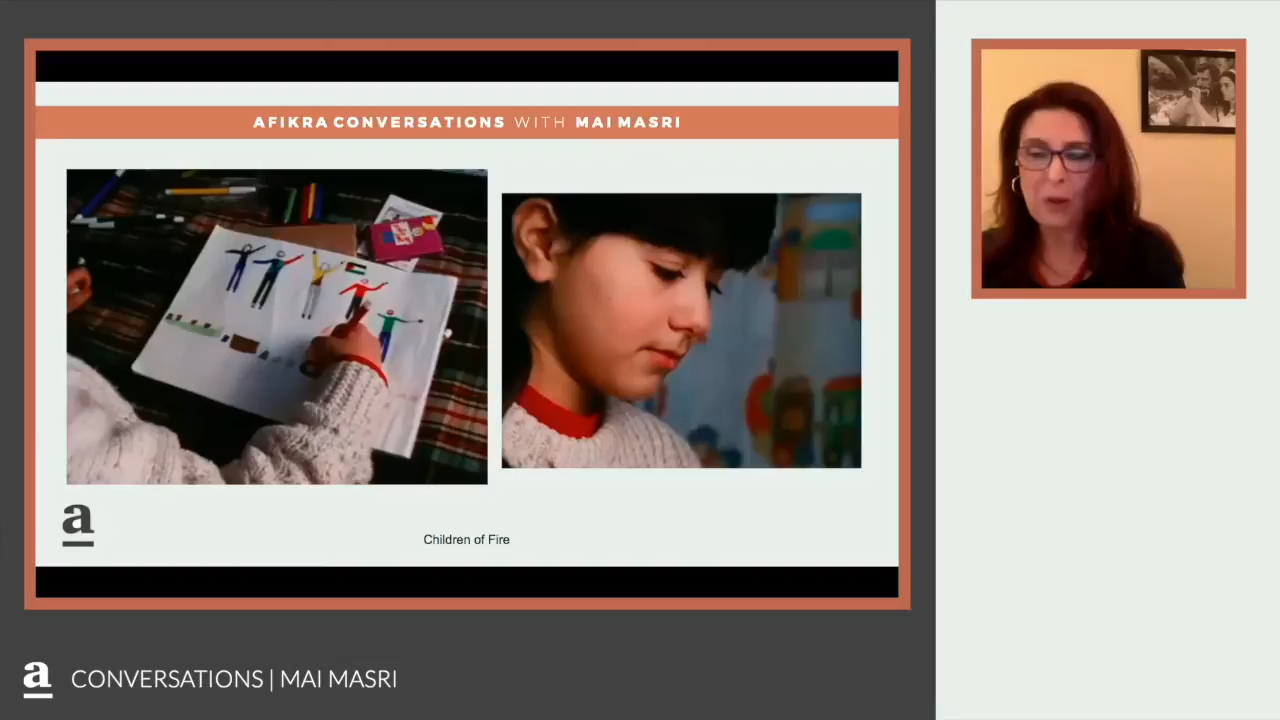 AFIKRA CONVERSATIONS WITH MAI MASRI
a
Children of Fire
a CONVERSATIONS | MAI MASRI